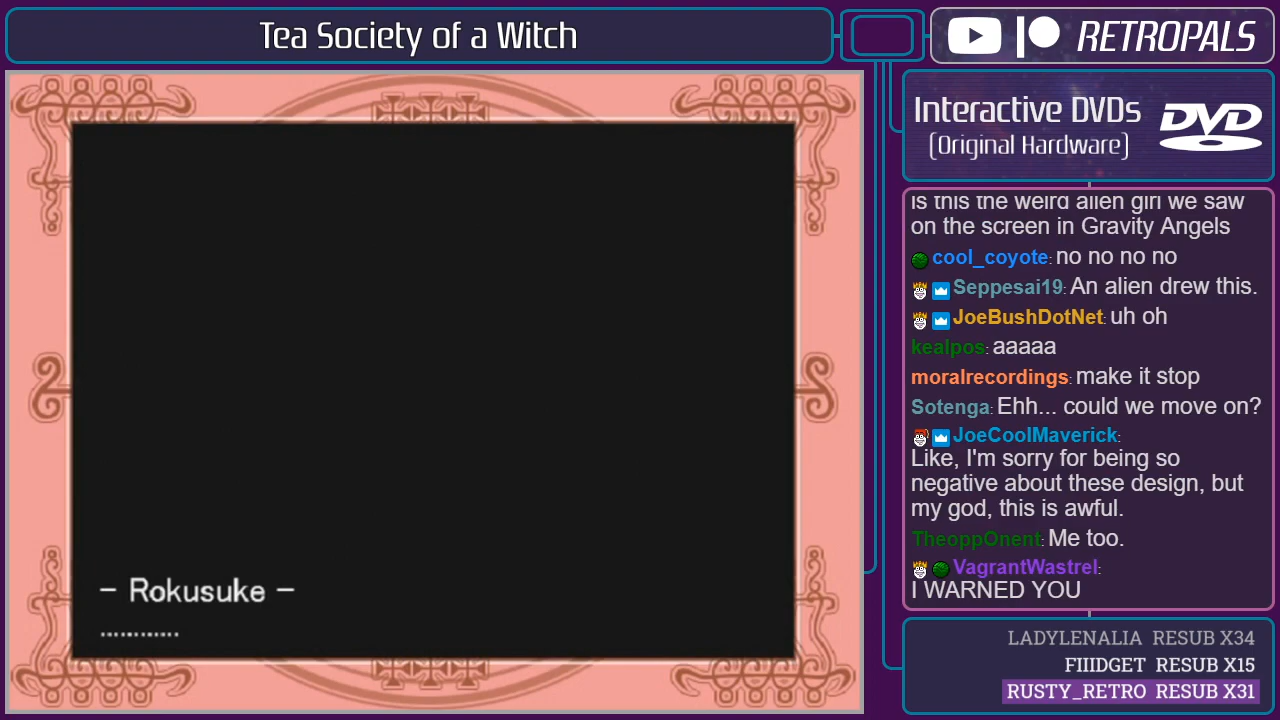 Tea Society of a Witch
RETROPALS
Interactive DVDs
(Original Hardware)
DVD
is this the weird alien girl we saw
on the screen in Gravity Angels
cool_coyote: no no no no
Seppesai19: An alien drew this.
JoeBushDotNet: uh oh
kealpos: aaaaa
moralrecordings: make it stop
Sotenga: Ehh... could we move on?
JoeCoolMaverick:
Like, I'm sorry for being so
negative about these design, but
my god, this is awful.
TheoppOnent: Me too.
VagrantWastrel:
I WARNED YOU
– Rokusuke –
............
LADYLENALIA RESUB X34
FIIIDGET RESUB X15
RUSTY_RETRO RESUB X31